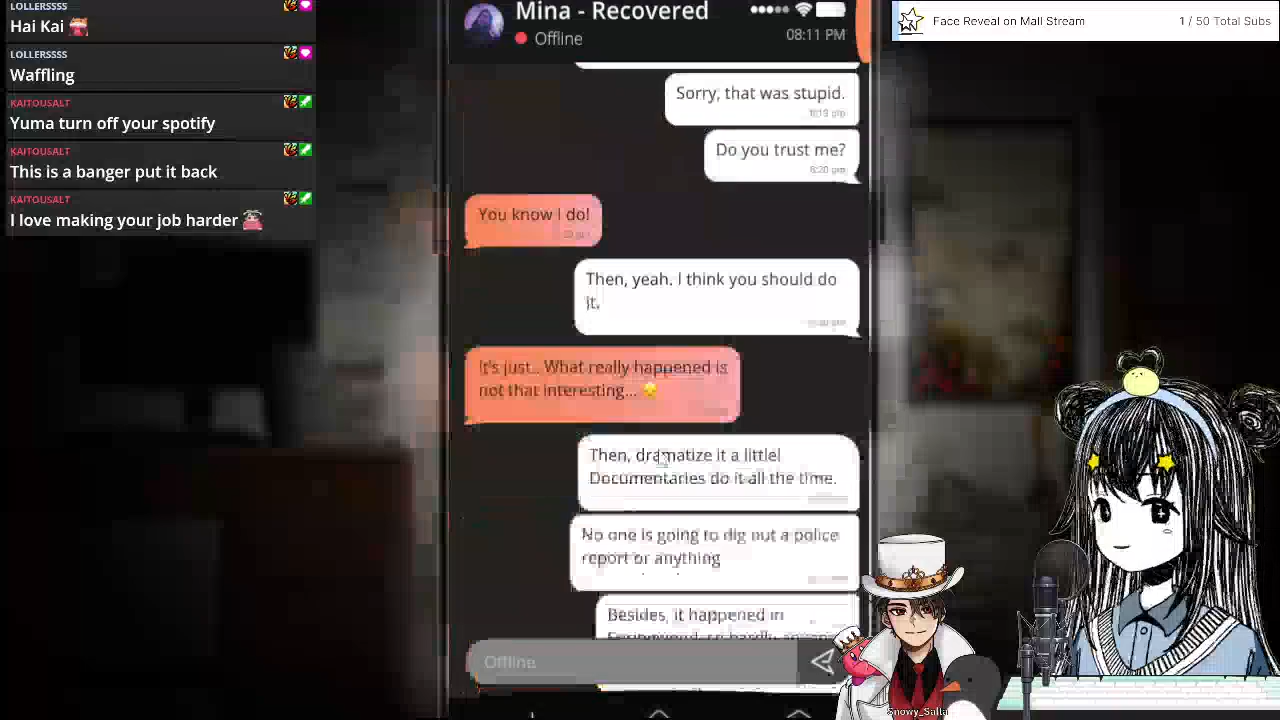 LOLLERSSSS
Hai Kai
LOLLERSSSS
Waffling
KAITOUSALT
Yuma turn off your spotify
KAITOUSALT
This is a banger put it back
KAITOUSALT
I love making your job harder
Mina - Recovered
Offline
08:11 PM
Sorry, that was stupid.
Do you trust me?
6:20 pm
You know I do!
Then, yeah. I think you should do
it.
It's just.. What really happened is
not that interesting...
Then, dramatize it a little!
Documentaries do it all the time.
No one is going to dig out a police
report or anything
Besides, it happened in
Offline
Face Reveal on Mall Stream
1 / 50 Total Subs
Snowy_Salta